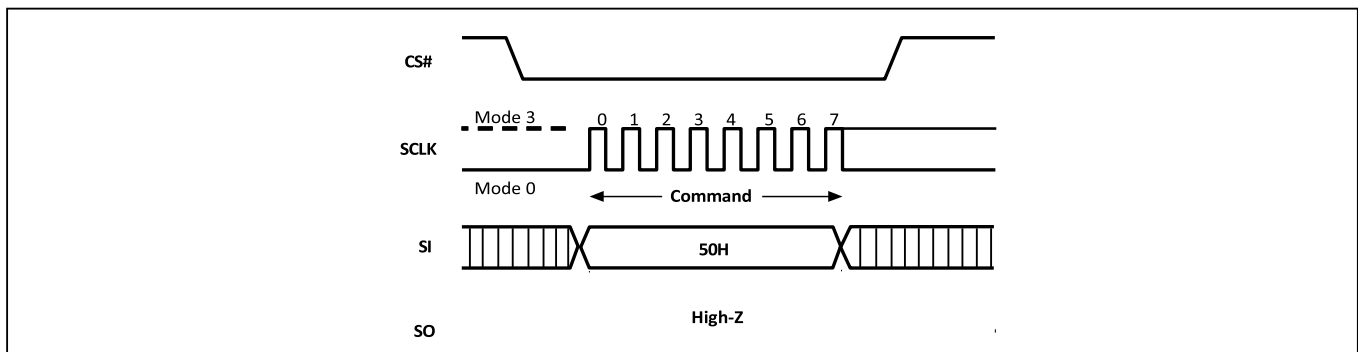 CS#
Mode 3
0 1 2 3 4 5 6 7
SCLK
Mode 0
Command
SI
50H
High-Z
SO